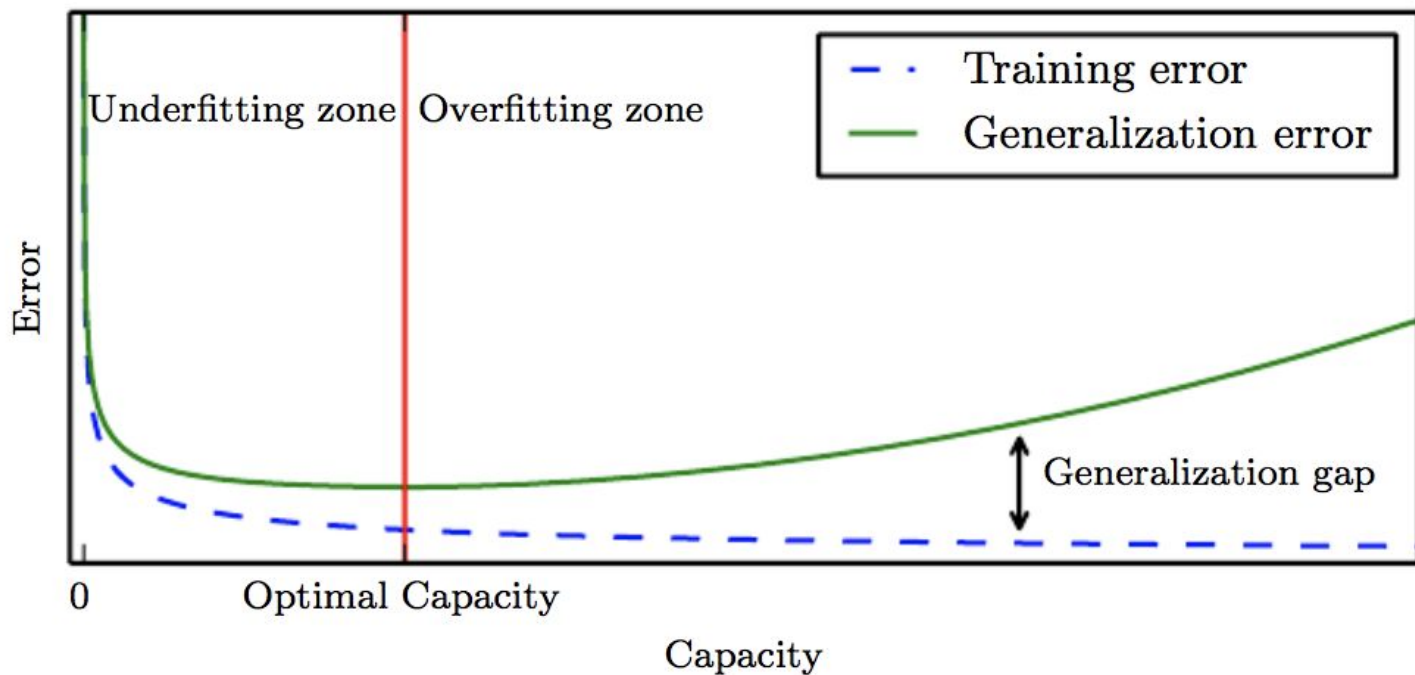 Training error
Generalization error
Underfitting zone
Overfitting zone
Error
Generalization gap
0
Optimal Capacity
Capacity